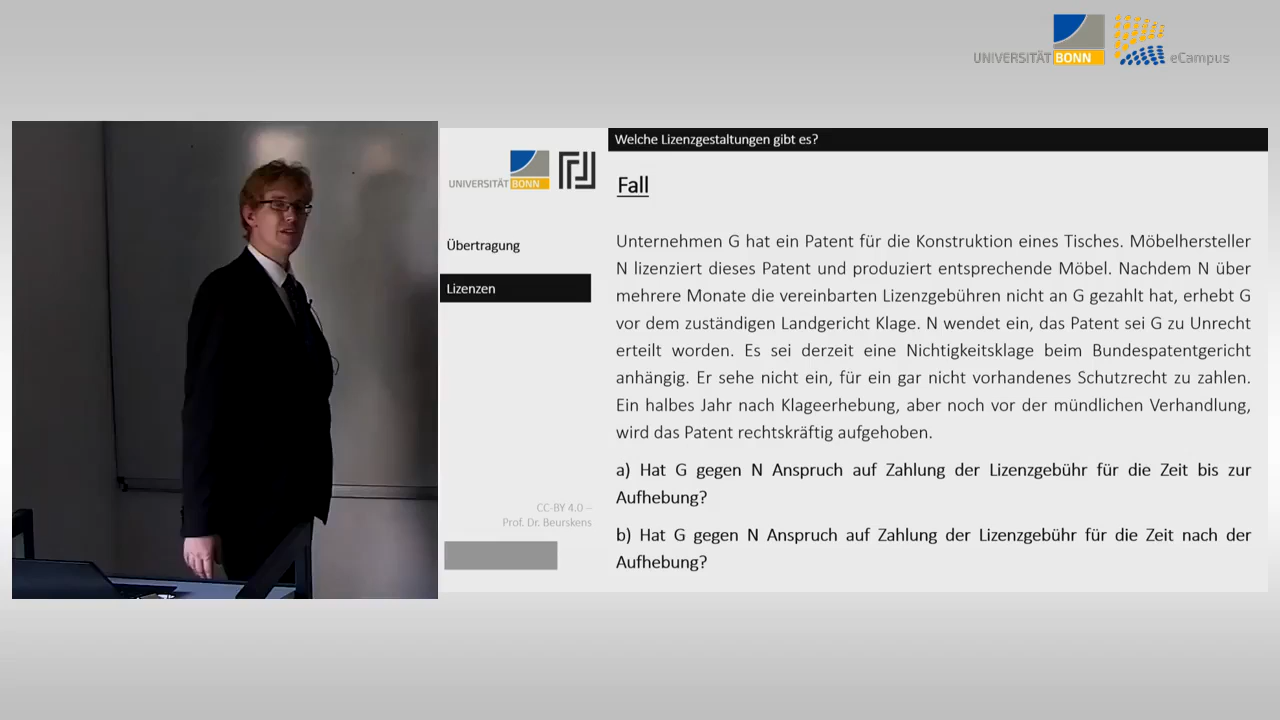 UNIVERSITÄT BONN eCampus
Welche Lizenzgestaltungen gibt es?
UNIVERSITÄT BONN
Fall
Übertragung
Lizenzen
Unternehmen G hat ein Patent für die Konstruktion eines Tisches. Möbelhersteller
N lizenziert dieses Patent und produziert entsprechende Möbel. Nachdem N über
mehrere Monate die vereinbarten Lizenzgebühren nicht an G gezahlt hat, erhebt G
vor dem zuständigen Landgericht Klage. N wendet ein, das Patent sei G zu Unrecht
erteilt worden. Es sei derzeit eine Nichtigkeitsklage beim Bundespatentgericht
anhängig. Er sehe nicht ein, für ein gar nicht vorhandenes Schutzrecht zu zahlen.
Ein halbes Jahr nach Klageerhebung, aber noch vor der mündlichen Verhandlung,
wird das Patent rechtskräftig aufgehoben.
a) Hat G gegen N Anspruch auf Zahlung der Lizenzgebühr für die Zeit bis zur
Aufhebung?
b) Hat G gegen N Anspruch auf Zahlung der Lizenzgebühr für die Zeit nach der
Aufhebung?
CC-BY 4.0 –
Prof. Dr. Beurskens